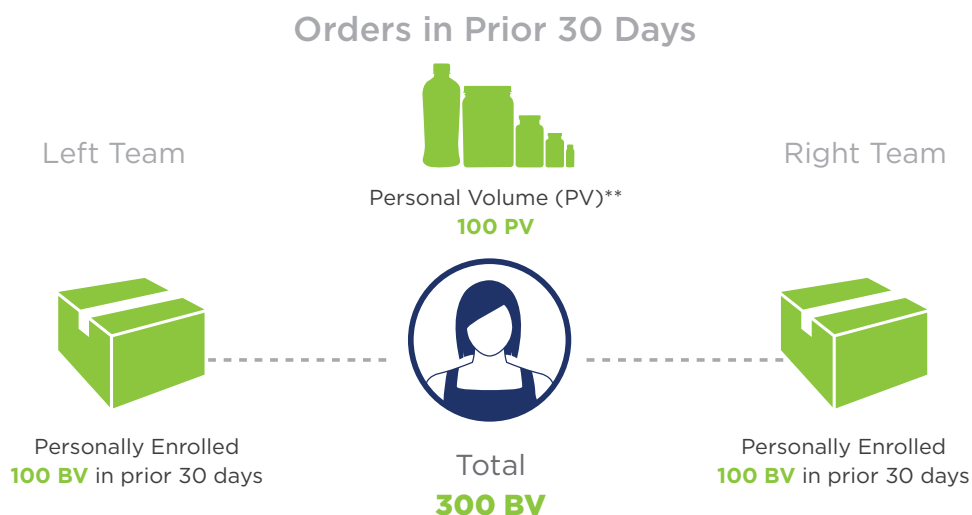 Orders in Prior 30 Days
Left Team
Right Team
Personal Volume (PV)**
100 PV
Personally Enrolled
100 BV in prior 30 days
Total
300 BV
Personally Enrolled
100 BV in prior 30 days